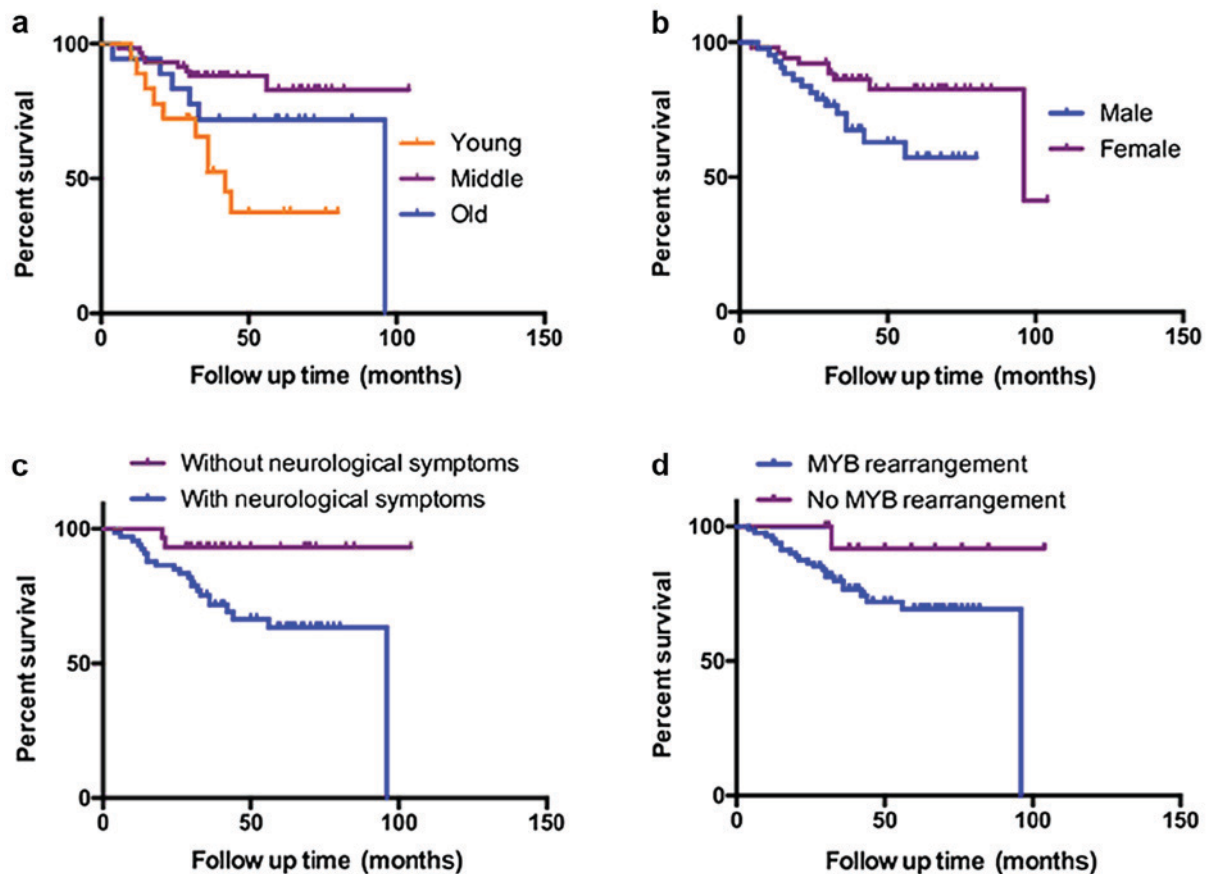 a
Percent survival
100
50
0
0 50 100 150
Follow up time (months)
Young
Middle
Old
b
Percent survival
100
50
0
0 50 100 150
Follow up time (months)
Male
Female
c
Without neurological symptoms
With neurological symptoms
Percent survival
100
50
0
0 50 100 150
Follow up time (months)
d
MYB rearrangement
No MYB rearrangement
Percent survival
100
50
0
0 50 100 150
Follow up time (months)